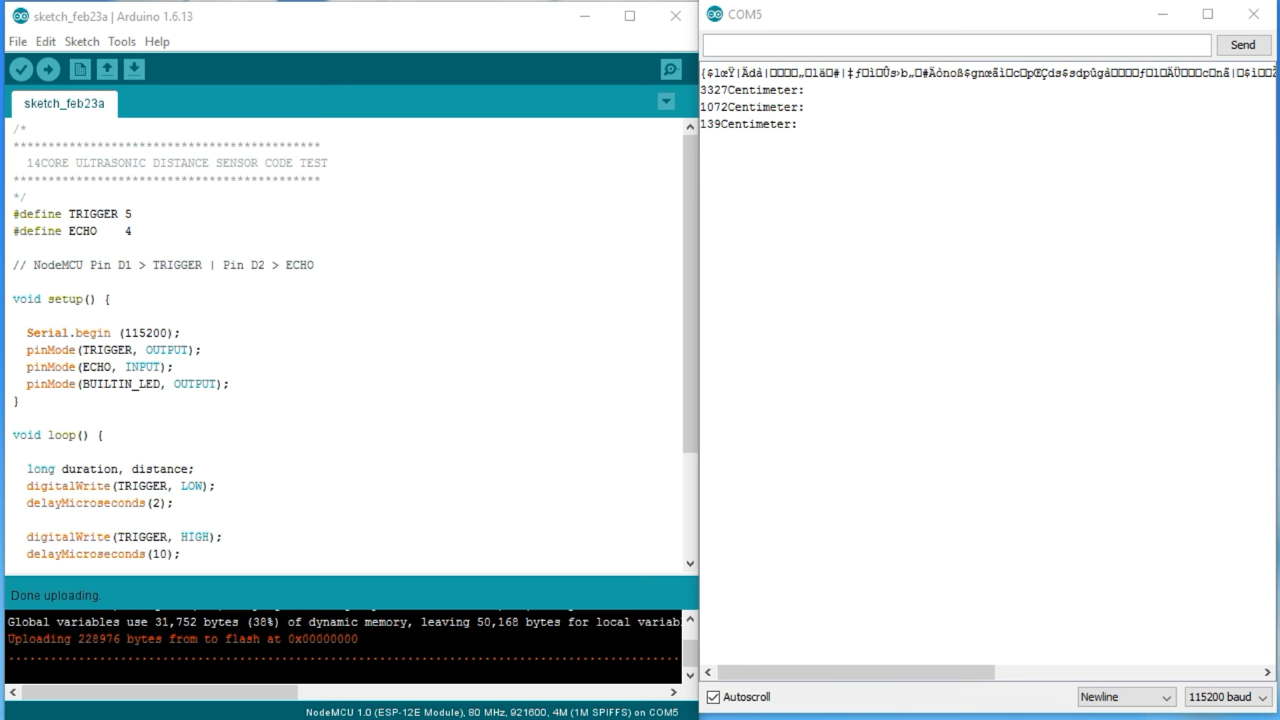 sketch_feb23a | Arduino 1.6.13
File Edit Sketch Tools Help
sketch_feb23a
/*
********************************************
14CORE ULTRASONIC DISTANCE SENSOR CODE TEST
********************************************
*/
#define TRIGGER 5
#define ECHO    4
// NodeMCU Pin D1 > TRIGGER | Pin D2 > ECHO
void setup() {
Serial.begin (115200);
pinMode(TRIGGER, OUTPUT);
pinMode(ECHO, INPUT);
pinMode(BUILTIN_LED, OUTPUT);
}
void loop() {
long duration, distance;
digitalWrite(TRIGGER, LOW);
delayMicroseconds(2);
digitalWrite(TRIGGER, HIGH);
delayMicroseconds(10);
Done uploading.
Global variables use 31,752 bytes (38%) of dynamic memory, leaving 50,168 bytes for local variabl
Uploading 228976 bytes from to flash at 0x00000000
NodeMCU 1.0 (ESP-12E Module), 80 MHz, 921600, 4M (1M SPIFFS) on COM5
COM5
Send
3327Centimeter:
1072Centimeter:
139Centimeter:
Autoscroll
Newline
115200 baud